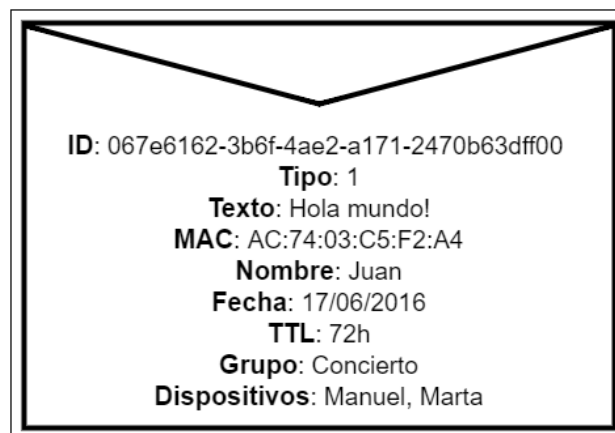 ID: 067e6162-3b6f-4ae2-a171-2470b63dff00
Tipo: 1
Texto: Hola mundo!
MAC: AC:74:03:C5:F2:A4
Nombre: Juan
Fecha: 17/06/2016
TTL: 72h
Grupo: Concierto
Dispositivos: Manuel, Marta